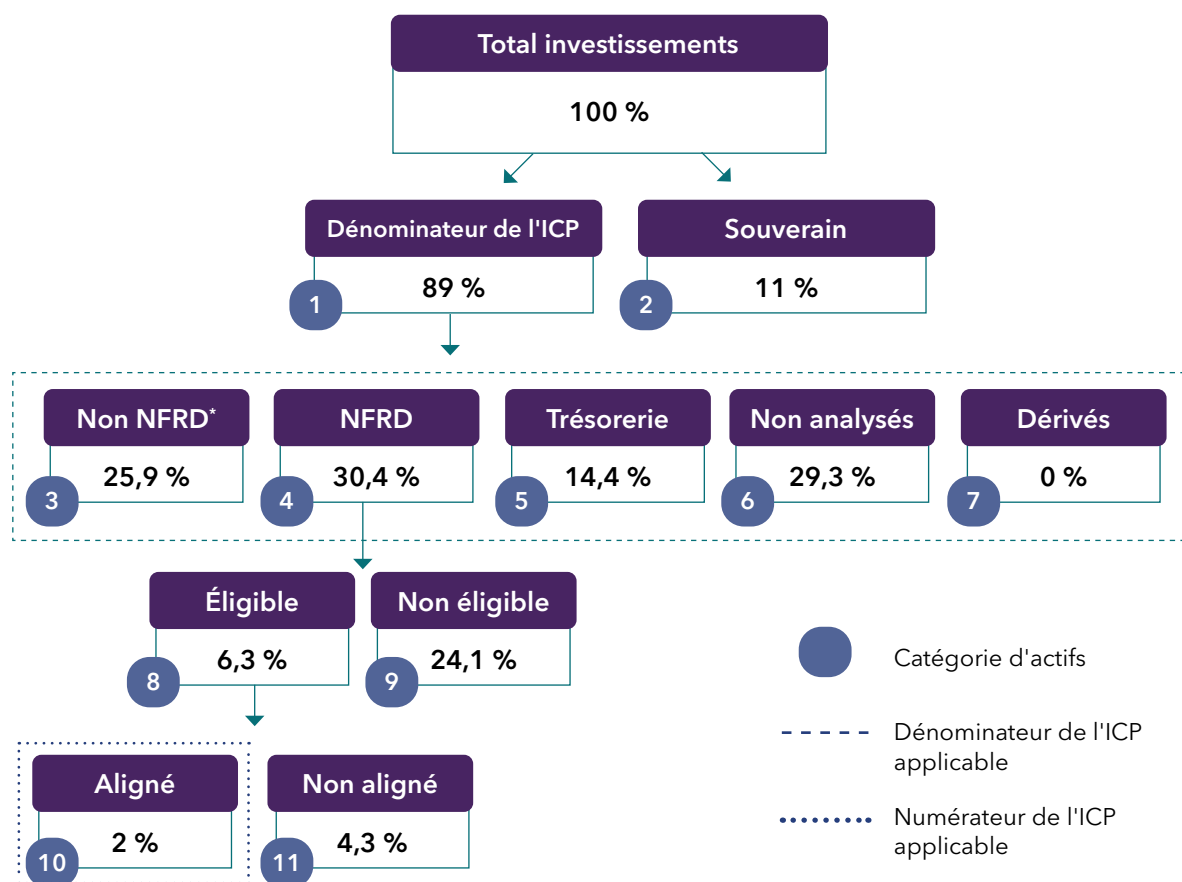 Total investissements
100 %
Dénominateur de l'ICP
89 %
1
Souverain
11 %
2
Non NFRD*
25,9 %
3
NFRD
30,4 %
4
Trésorerie
14,4 %
5
Non analysés
29,3 %
6
Dérivés
0 %
7
Éligible
6,3 %
8
Non éligible
24,1 %
9
Aligné
2 %
10
Non aligné
4,3 %
11
Catégorie d'actifs
Dénominateur de l'ICP
applicable
Numérateur de l'ICP
applicable